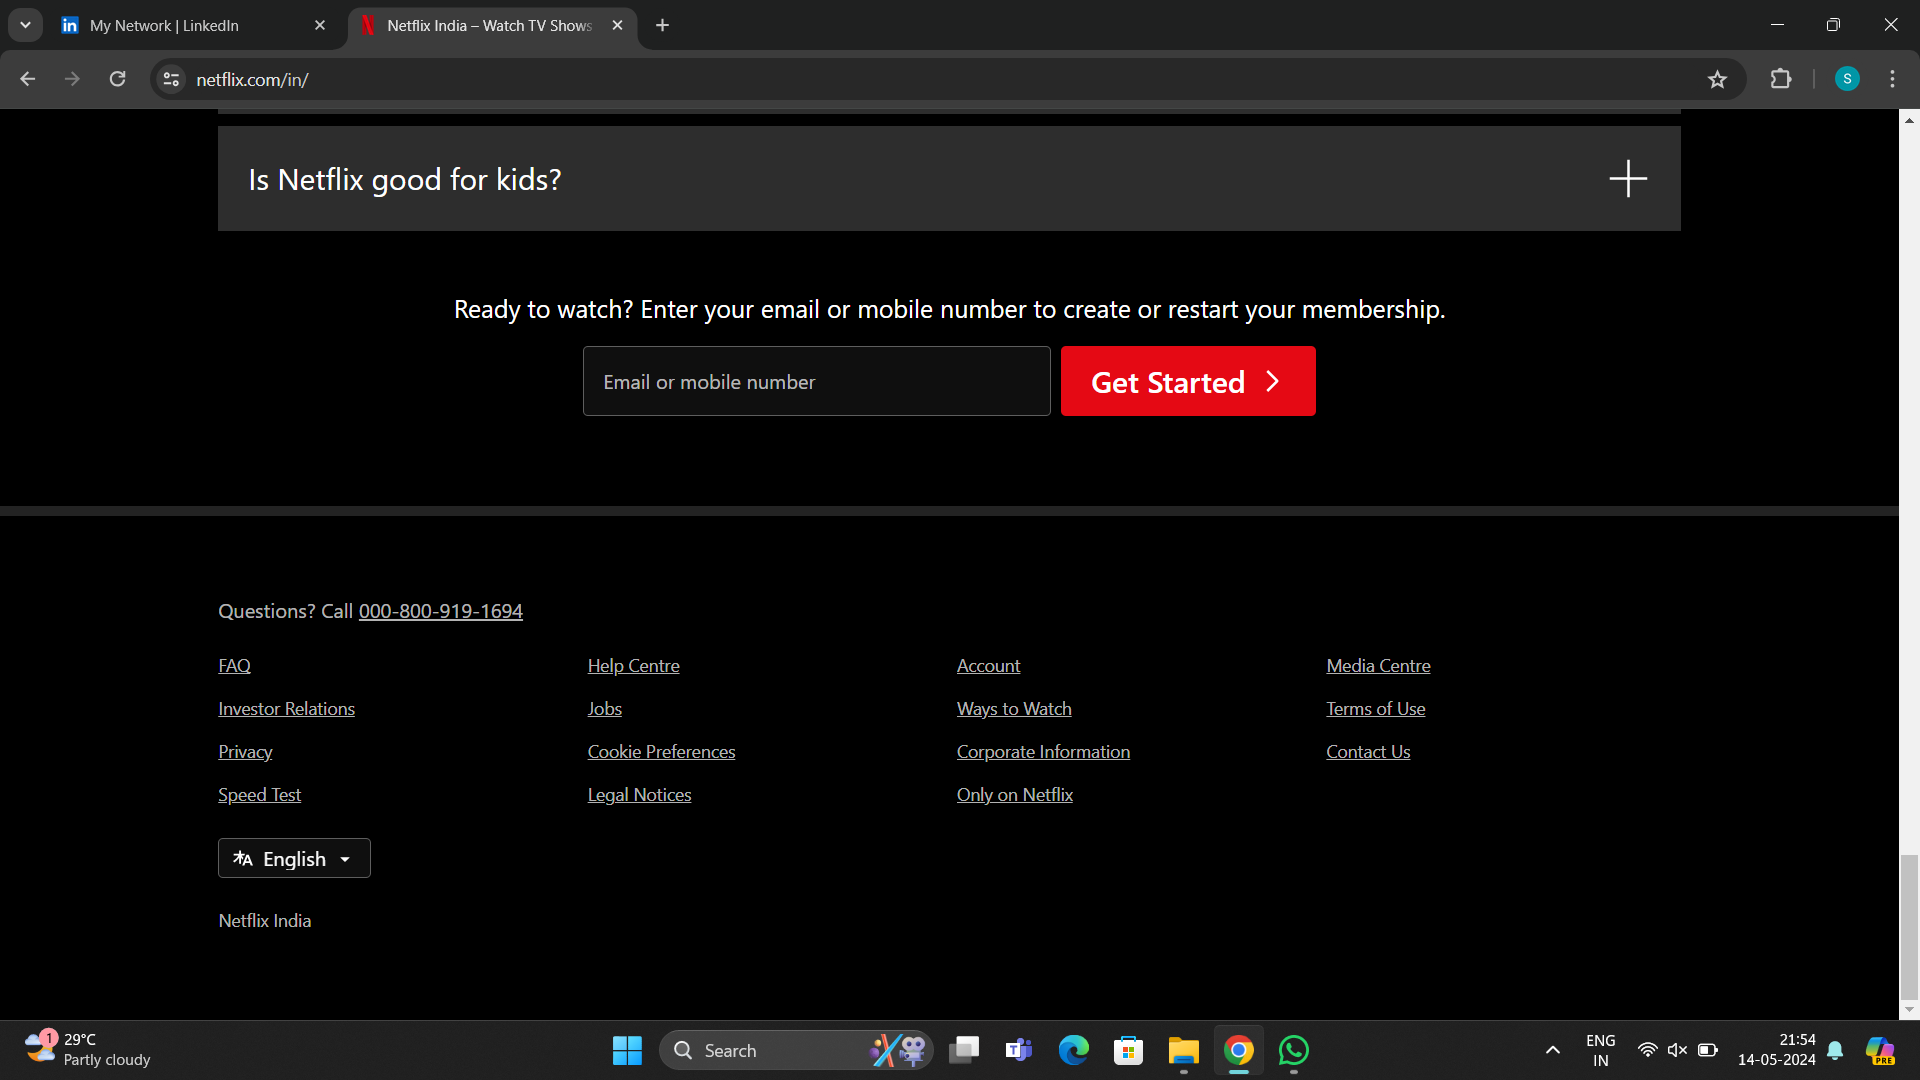 My Network | LinkedIn
Netflix India – Watch TV Shows
netflix.com/in/
S
Is Netflix good for kids?
Ready to watch? Enter your email or mobile number to create or restart your membership.
Email or mobile number
Get Started
Questions? Call 000-800-919-1694
FAQ Help Centre Account Media Centre
Investor Relations Jobs Ways to Watch Terms of Use
Privacy Cookie Preferences Corporate Information Contact Us
Speed Test Legal Notices Only on Netflix
English
Netflix India
1 29°C
Partly cloudy
Search
ENG
IN
21:54
14-05-2024
PRE